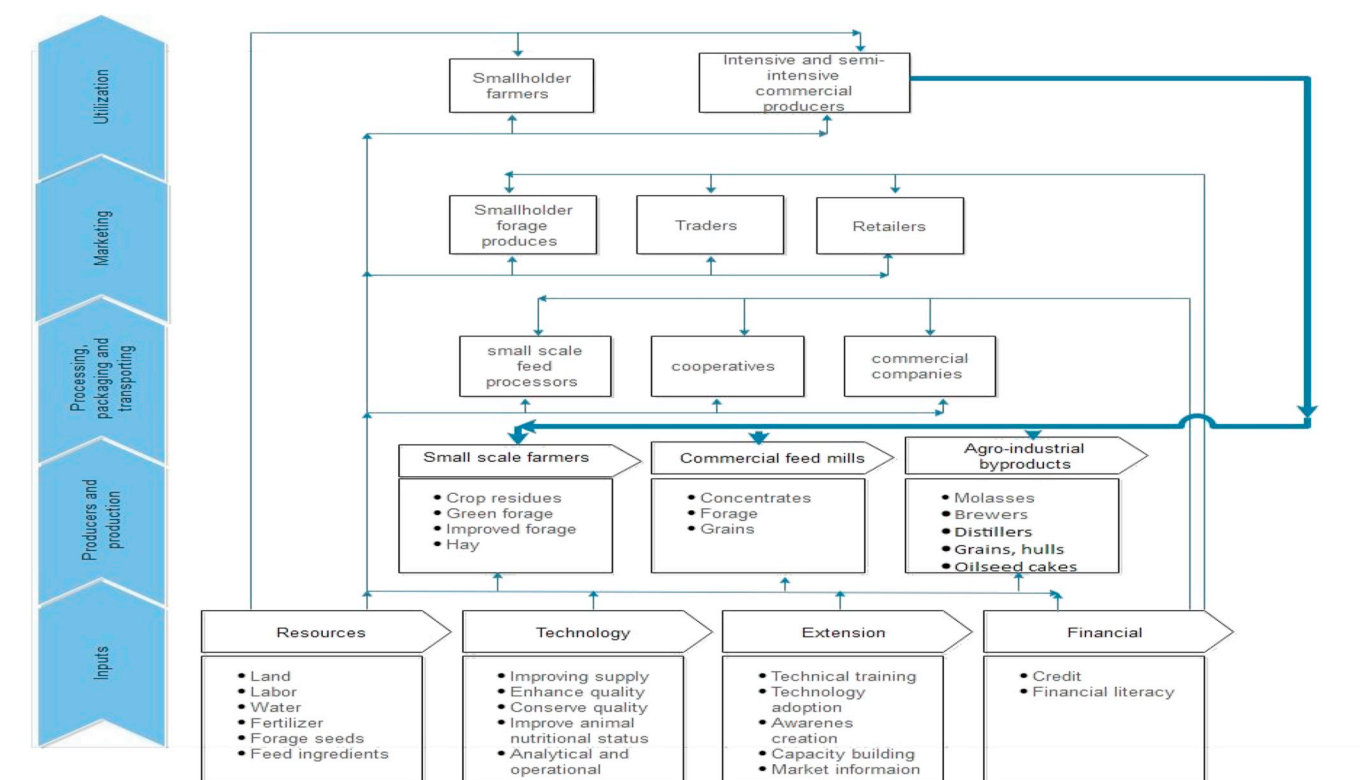 Utilization
Smallholder
farmers
Intensive and semi-
intensive
commercial
producers
Marketing
Smallholder
forage
produces
Traders
Retailers
Processing,
packaging and
transporting
small scale
feed
processors
cooperatives
commercial
companies
Producers and
production
Small scale farmers
• Crop residues
• Green forage
• Improved forage
• Hay
Commercial feed mills
• Concentrates
• Forage
• Grains
Agro-industrial
byproducts
• Molasses
• Brewers
• Distillers
• Grains, hulls
• Oilseed cakes
Inputs
Resources
• Land
• Labor
• Water
• Fertilizer
• Forage seeds
• Feed ingredients
Technology
• Improving supply
• Enhance quality
• Conserve quality
• Improve animal
nutritional status
• Analytical and
operational
Extension
• Technical training
• Technology
adoption
• Awarenes
creation
• Capacity building
• Market informaion
Financial
• Credit
• Financial literacy